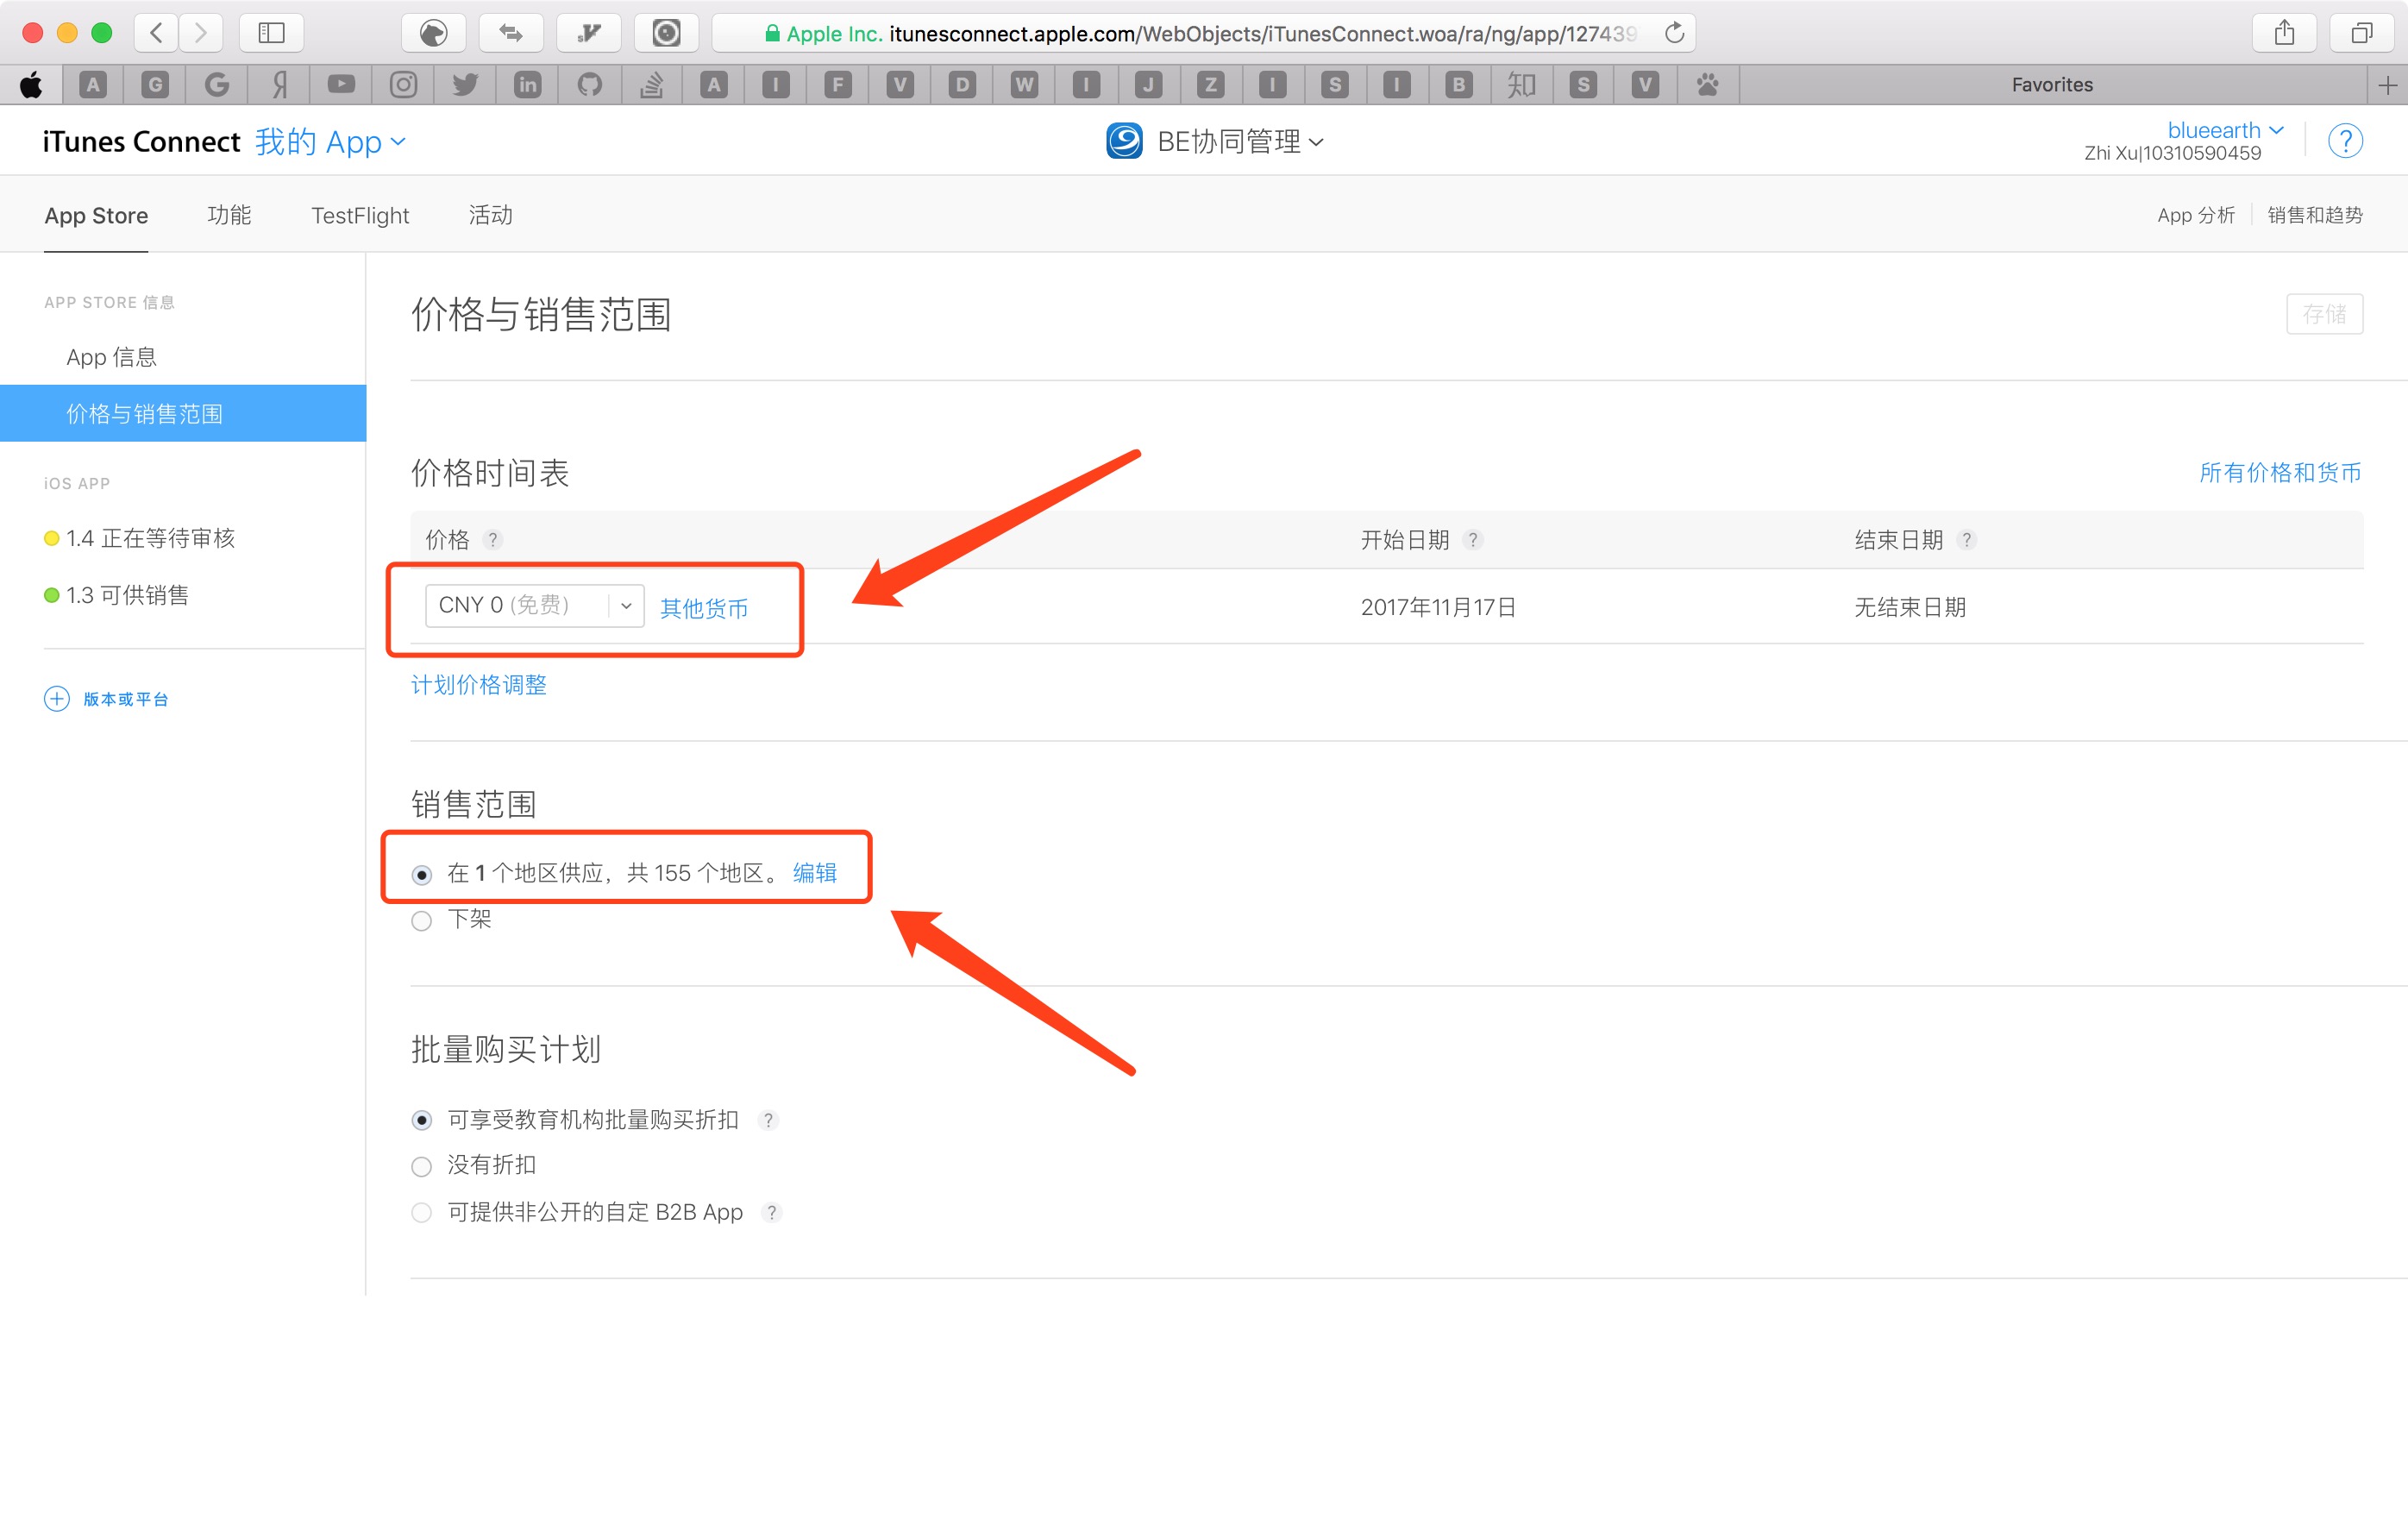 Apple Inc. itunesconnect.apple.com/WebObjects/iTunesConnect.woa/ra/ng/app/127439
A G G Я in A I F V D W I J Z I S I B 知 S V Favorites
iTunes Connect 我的 App
BE协同管理
blueearth
Zhi Xu|10310590459
?
App Store 功能 TestFlight 活动 App 分析 销售和趋势
APP STORE 信息
App 信息
价格与销售范围
iOS APP
1.4 正在等待审核
1.3 可供销售
版本或平台
价格与销售范围 存储
价格时间表 所有价格和货币
价格 ? 开始日期 ? 结束日期 ?
CNY 0 (免费) 其他货币 2017年11月17日 无结束日期
计划价格调整
销售范围
在 1 个地区供应，共 155 个地区。 编辑
下架
批量购买计划
可享受教育机构批量购买折扣 ?
没有折扣
可提供非公开的自定 B2B App ?